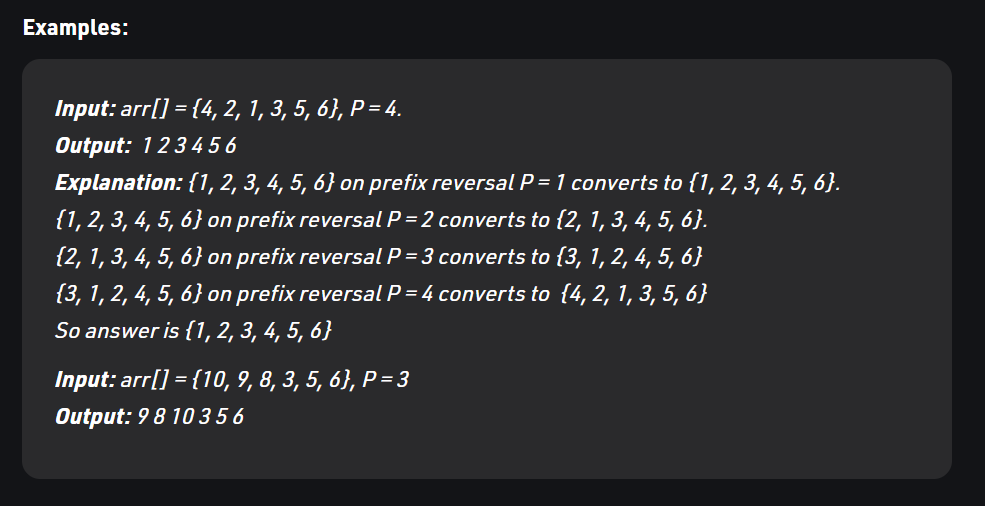 Examples:
Input: arr[] = {4, 2, 1, 3, 5, 6}, P = 4.
Output:  1 2 3 4 5 6
Explanation: {1, 2, 3, 4, 5, 6} on prefix reversal P = 1 converts to {1, 2, 3, 4, 5, 6}.
{1, 2, 3, 4, 5, 6} on prefix reversal P = 2 converts to {2, 1, 3, 4, 5, 6}.
{2, 1, 3, 4, 5, 6} on prefix reversal P = 3 converts to {3, 1, 2, 4, 5, 6}
{3, 1, 2, 4, 5, 6} on prefix reversal P = 4 converts to  {4, 2, 1, 3, 5, 6}
So answer is {1, 2, 3, 4, 5, 6}
Input: arr[] = {10, 9, 8, 3, 5, 6}, P = 3
Output: 9 8 10 3 5 6